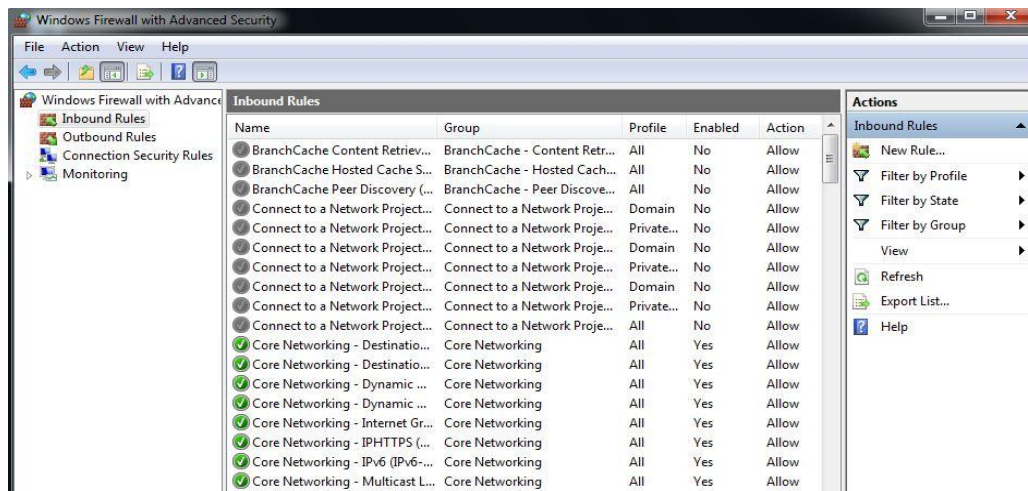 Windows Firewall with Advanced Security
File Action View Help
Windows Firewall with Advance
Inbound Rules
Outbound Rules
Connection Security Rules
Monitoring
Inbound Rules
Name Group Profile Enabled Action
BranchCache Content Retriev... BranchCache - Content Retr... All No Allow
BranchCache Hosted Cache S... BranchCache - Hosted Cach... All No Allow
BranchCache Peer Discovery (... BranchCache - Peer Discove... All No Allow
Connect to a Network Project... Connect to a Network Proje... Domain No Allow
Connect to a Network Project... Connect to a Network Proje... Private... No Allow
Connect to a Network Project... Connect to a Network Proje... Domain No Allow
Connect to a Network Project... Connect to a Network Proje... Private... No Allow
Connect to a Network Project... Connect to a Network Proje... Domain No Allow
Connect to a Network Project... Connect to a Network Proje... Private... No Allow
Connect to a Network Project... Connect to a Network Proje... All No Allow
Core Networking - Destinatio... Core Networking All Yes Allow
Core Networking - Destinatio... Core Networking All Yes Allow
Core Networking - Dynamic ... Core Networking All Yes Allow
Core Networking - Dynamic ... Core Networking All Yes Allow
Core Networking - Internet Gr... Core Networking All Yes Allow
Core Networking - IPHTTPS (... Core Networking All Yes Allow
Core Networking - IPv6 (IPv6-... Core Networking All Yes Allow
Core Networking - Multicast L... Core Networking All Yes Allow
Actions
Inbound Rules
New Rule...
Filter by Profile
Filter by State
Filter by Group
View
Refresh
Export List...
Help